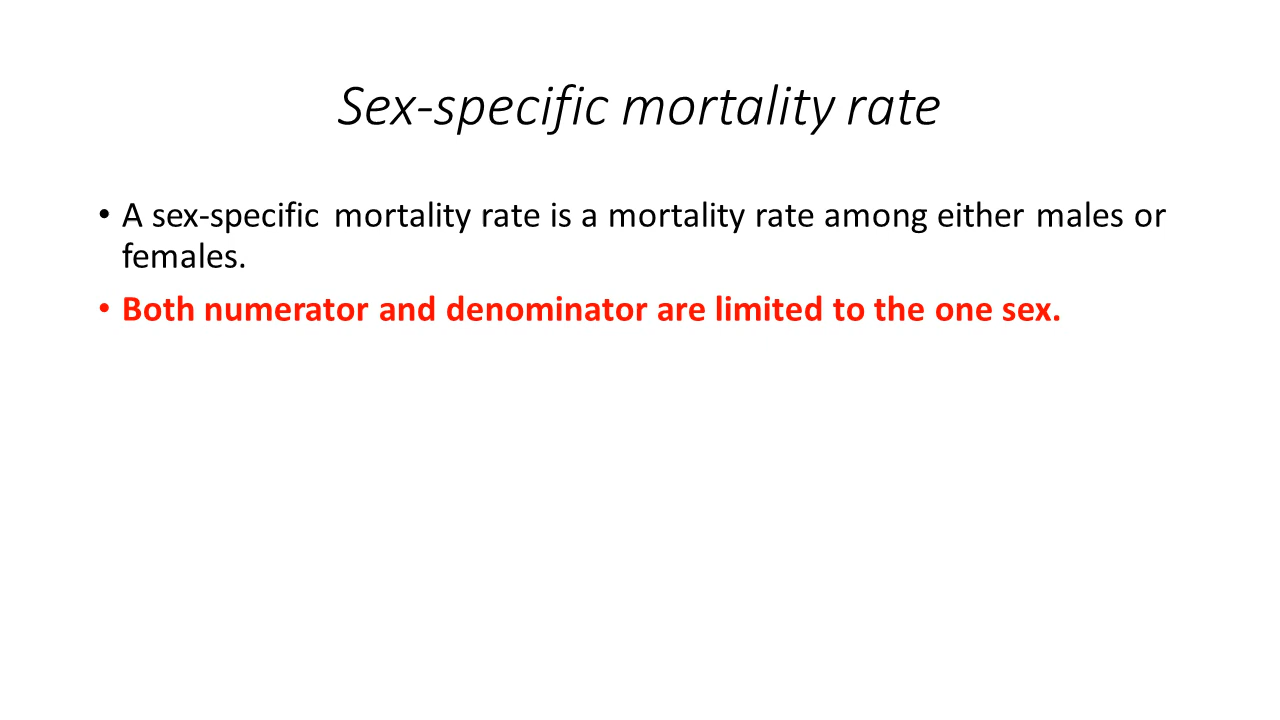 Sex-specific mortality rate
• A sex-specific mortality rate is a mortality rate among either males or
females.
• Both numerator and denominator are limited to the one sex.